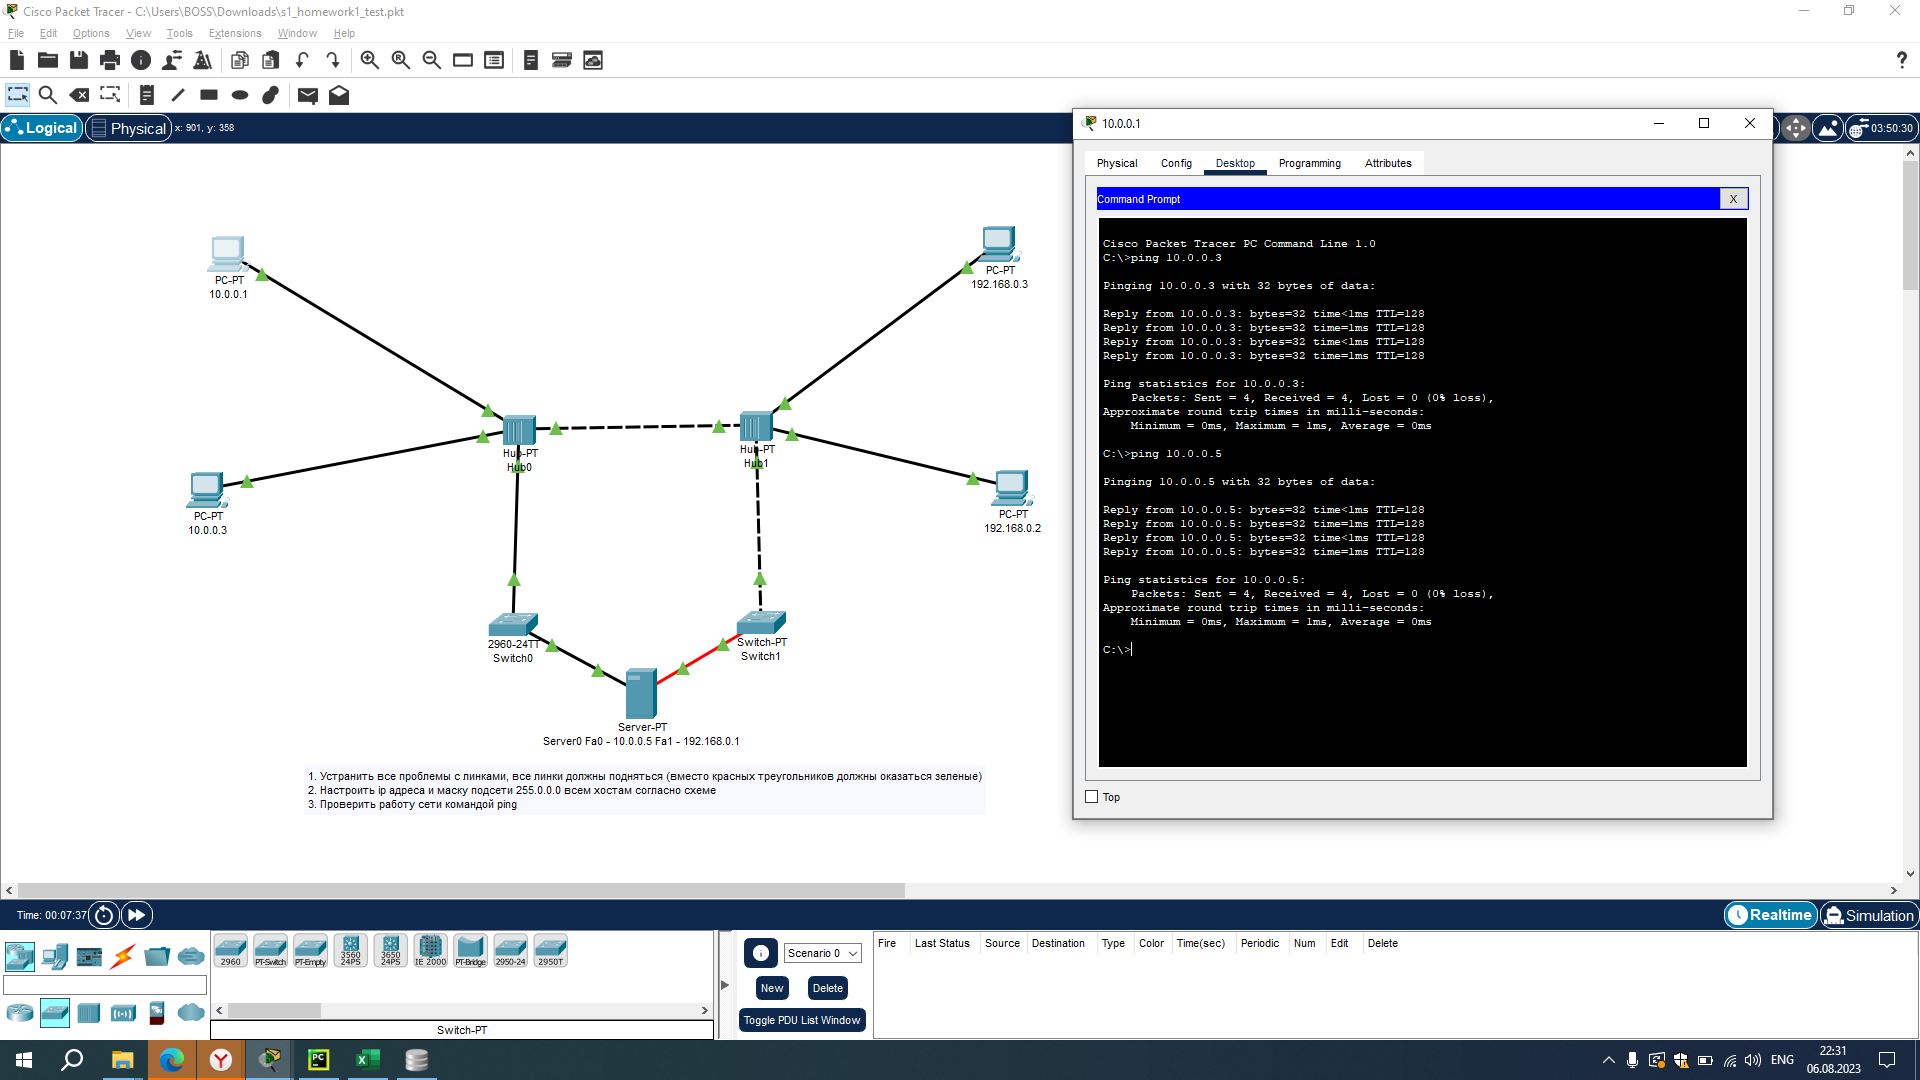 Cisco Packet Tracer - C:\Users\BOSS\Downloads\s1_homework1_test.pkt
File Edit Options View Tools Extensions Window Help
?
Logical Physical x: 901, y: 358
03:50:30
10.0.0.1
Physical Config Desktop Programming Attributes
Command Prompt X
Cisco Packet Tracer PC Command Line 1.0
C:\>ping 10.0.0.3
Pinging 10.0.0.3 with 32 bytes of data:
Reply from 10.0.0.3: bytes=32 time<1ms TTL=128
Reply from 10.0.0.3: bytes=32 time=1ms TTL=128
Reply from 10.0.0.3: bytes=32 time<1ms TTL=128
Reply from 10.0.0.3: bytes=32 time=1ms TTL=128
Ping statistics for 10.0.0.3:
Packets: Sent = 4, Received = 4, Lost = 0 (0% loss),
Approximate round trip times in milli-seconds:
Minimum = 0ms, Maximum = 1ms, Average = 0ms
C:\>ping 10.0.0.5
Pinging 10.0.0.5 with 32 bytes of data:
Reply from 10.0.0.5: bytes=32 time<1ms TTL=128
Reply from 10.0.0.5: bytes=32 time=1ms TTL=128
Reply from 10.0.0.5: bytes=32 time<1ms TTL=128
Reply from 10.0.0.5: bytes=32 time=1ms TTL=128
Ping statistics for 10.0.0.5:
Packets: Sent = 4, Received = 4, Lost = 0 (0% loss),
Approximate round trip times in milli-seconds:
Minimum = 0ms, Maximum = 1ms, Average = 0ms
C:\>
Top
PC-PT
10.0.0.1
PC-PT
192.168.0.3
Hub-PT
Hub0
Hub-PT
Hub1
PC-PT
10.0.0.3
PC-PT
192.168.0.2
2960-24TT
Switch0
Switch-PT
Switch1
Server-PT
Server0 Fa0 - 10.0.0.5 Fa1 - 192.168.0.1
1. Устранить все проблемы с линками, все линки должны подняться (вместо красных треугольников должны оказаться зеленые)
2. Настроить ip адреса и маску подсети 255.0.0.0 всем хостам согласно схеме
3. Проверить работу сети командой ping
Time: 00:07:37
Realtime Simulation
2960 PT-Switch PT-Empty 3560 24PS 3650 24PS IE 2000 PT-Bridge 2950-24 2950T
Switch-PT
Scenario 0
New Delete
Toggle PDU List Window
Fire Last Status Source Destination Type Color Time(sec) Periodic Num Edit Delete
ENG
22:31
06.08.2023